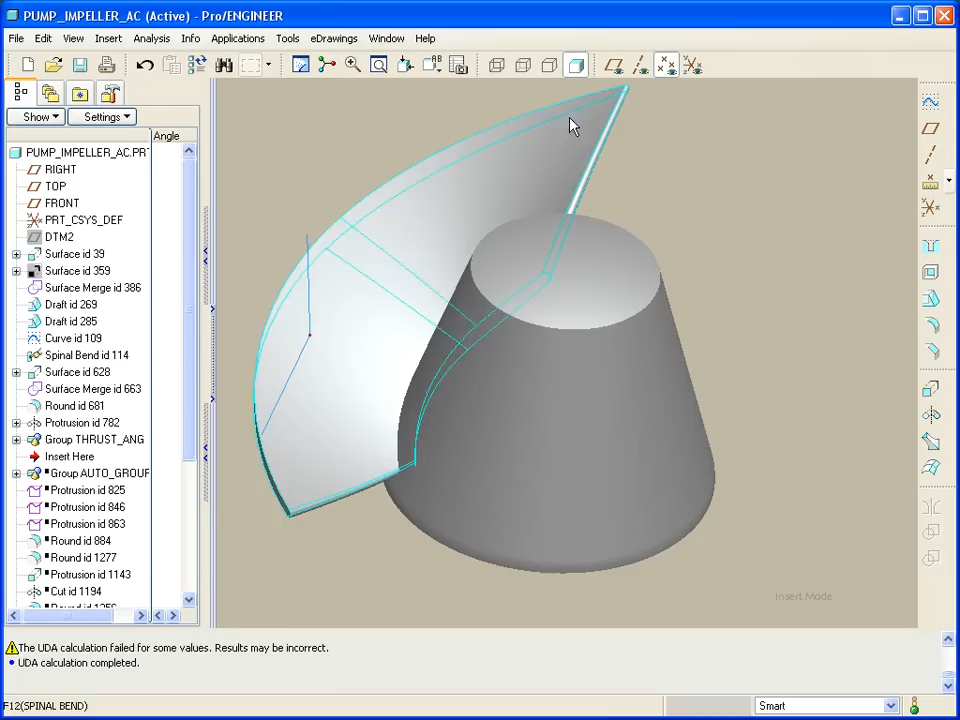 PUMP_IMPELLER_AC (Active) - Pro/ENGINEER
File Edit View Insert Analysis Info Applications Tools eDrawings Window Help
Show Settings
Angle
PUMP_IMPELLER_AC.PR
RIGHT
TOP
FRONT
PRT_CSYS_DEF
DTM2
Surface id 39
Surface id 359
Surface Merge id 386
Draft id 269
Draft id 285
Curve id 109
Spinal Bend id 114
Surface id 628
Surface Merge id 663
Round id 681
Protrusion id 782
Group THRUST_ANG
Insert Here
Group AUTO_GROUP
Protrusion id 825
Protrusion id 846
Protrusion id 863
Round id 884
Round id 1277
Protrusion id 1143
Cut id 1194
Insert Mode
The UDA calculation failed for some values. Results may be incorrect.
UDA calculation completed.
F12(SPINAL BEND)
Smart